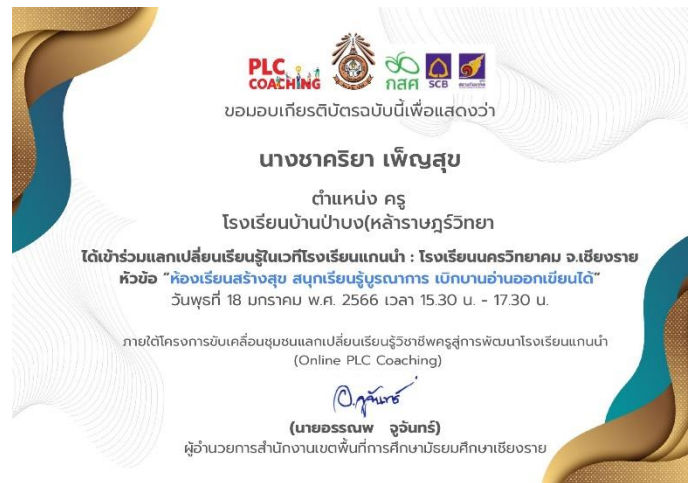 PLC
COACHING
กสศ
SCB
ขอมอบเกียรติบัตรฉบับนี้เพื่อแสดงว่า
นางชาคริยา เพ็ญสุข
ตำแหน่ง ครู
โรงเรียนบ้านป่าบง(หล้าราษฎร์วิทยา
ได้เข้าร่วมแลกเปลี่ยนเรียนรู้ในเวทีโรงเรียนแกนนำ : โรงเรียนนครวิทยาคม จ.เชียงราย
หัวข้อ "ห้องเรียนสร้างสุข สนุกเรียนรู้บูรณาการ เบิกบานอ่านออกเขียนได้"
วันพุธที่ 18 มกราคม พ.ศ. 2566 เวลา 15.30 น. - 17.30 น.
ภายใต้โครงการขับเคลื่อนชุมชนแลกเปลี่ยนเรียนรู้วิชาชีพครูสู่การพัฒนาโรงเรียนแกนนำ
(Online PLC Coaching)
(นายอรรณพ จูจันทร์)
ผู้อำนวยการสำนักงานเขตพื้นที่การศึกษามัธยมศึกษาเชียงราย